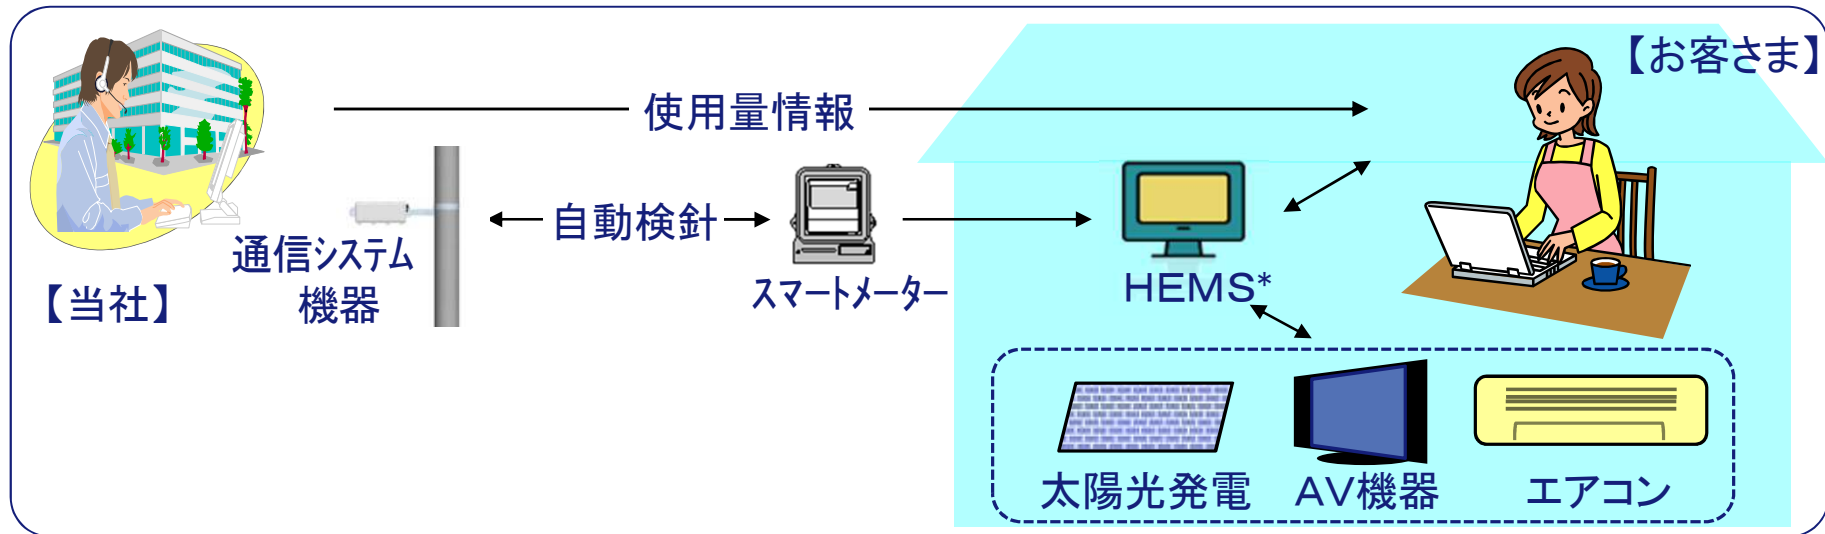 【お客さま】
使用量情報
自動検針
通信システム
機器
【当社】
スマートメーター
HEMS*
太陽光発電
AV機器
エアコン